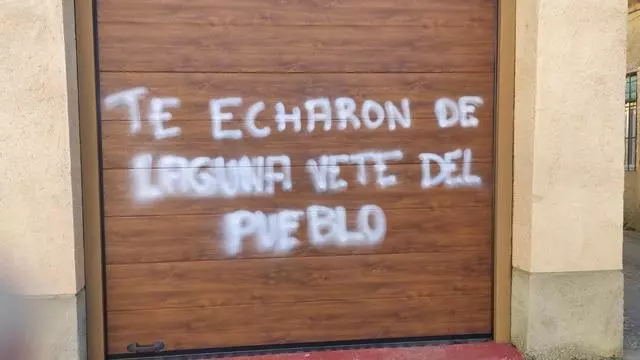 TE ECHARON DE
LAGUNA VETE DEL
PUEBLO